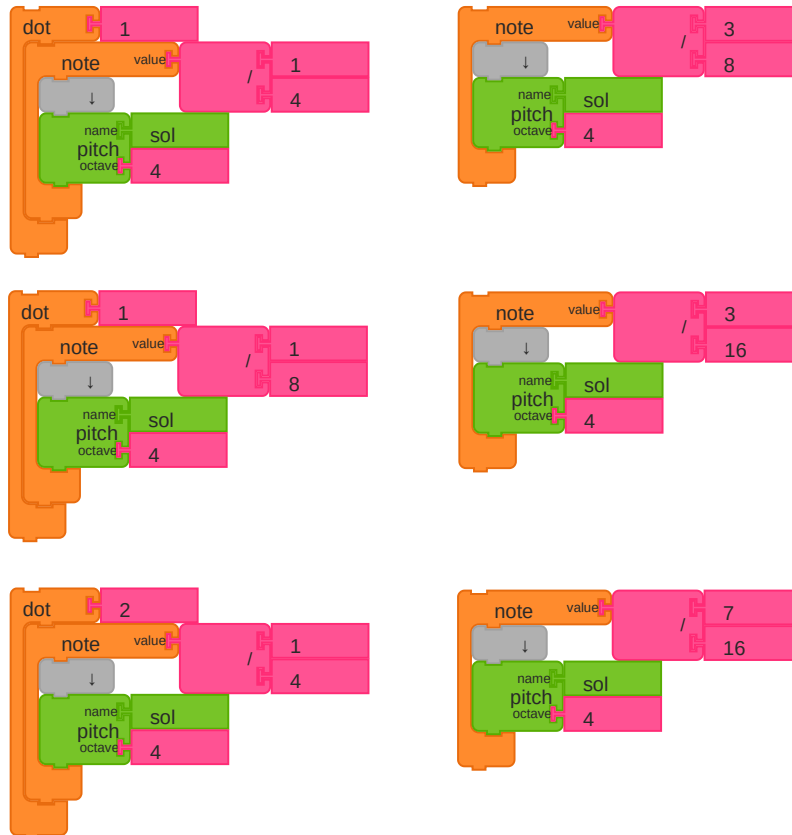 dot 1
note value / 1
4
↓
name sol
pitch
octave 4
note value / 3
8
↓
name sol
pitch
octave 4
dot 1
note value / 1
8
↓
name sol
pitch
octave 4
note value / 3
16
↓
name sol
pitch
octave 4
dot 2
note value / 1
4
↓
name sol
pitch
octave 4
note value / 7
16
↓
name sol
pitch
octave 4